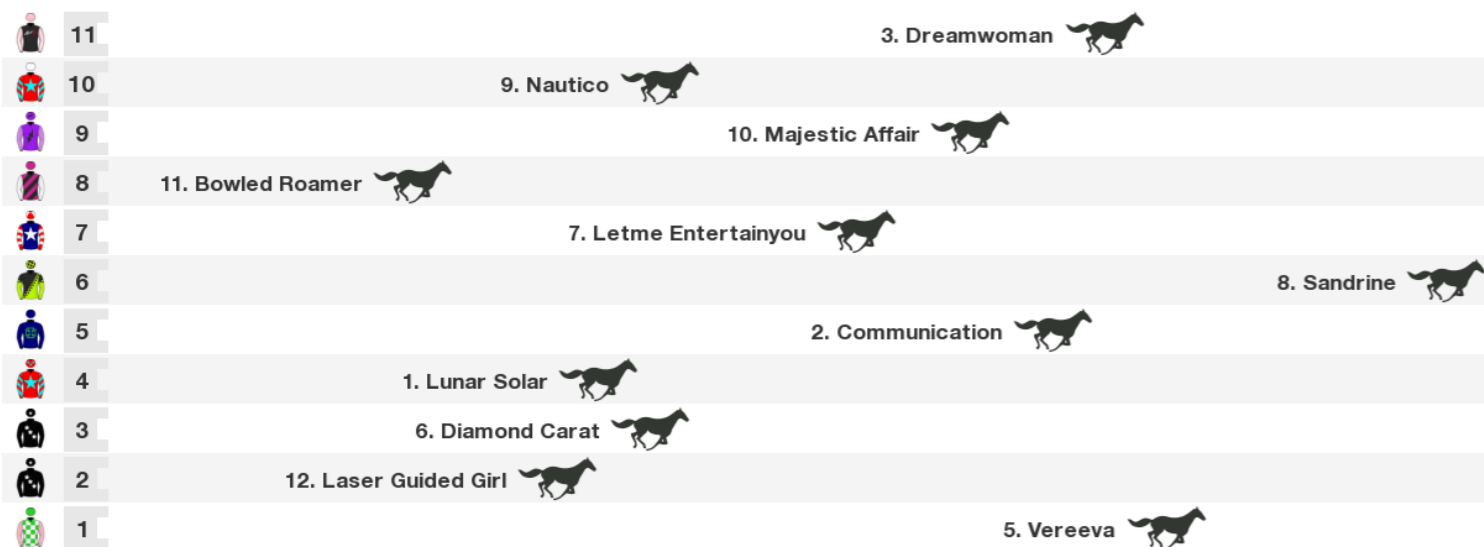 11 3. Dreamwoman
10 9. Nautico
9 10. Majestic Affair
8 11. Bowled Roamer
7 7. Letme Entertainyou
6 8. Sandrine
5 2. Communication
4 1. Lunar Solar
3 6. Diamond Carat
2 12. Laser Guided Girl
1 5. Vereeva